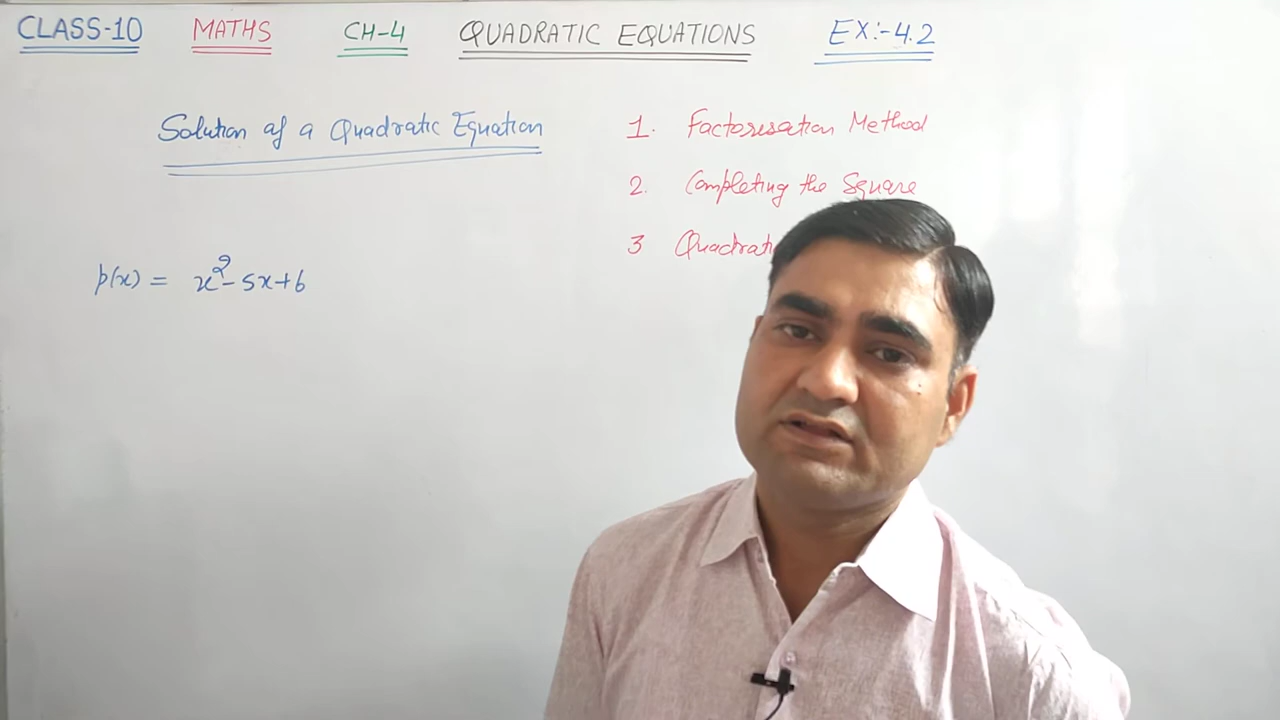 CLASS-10 MATHS CH-4 QUADRATIC EQUATIONS EX:-4.2
Solution of a Quadratic Equation
1. Factorisation Method
2. Completing the Square
3
p(x) = x²-5x+6